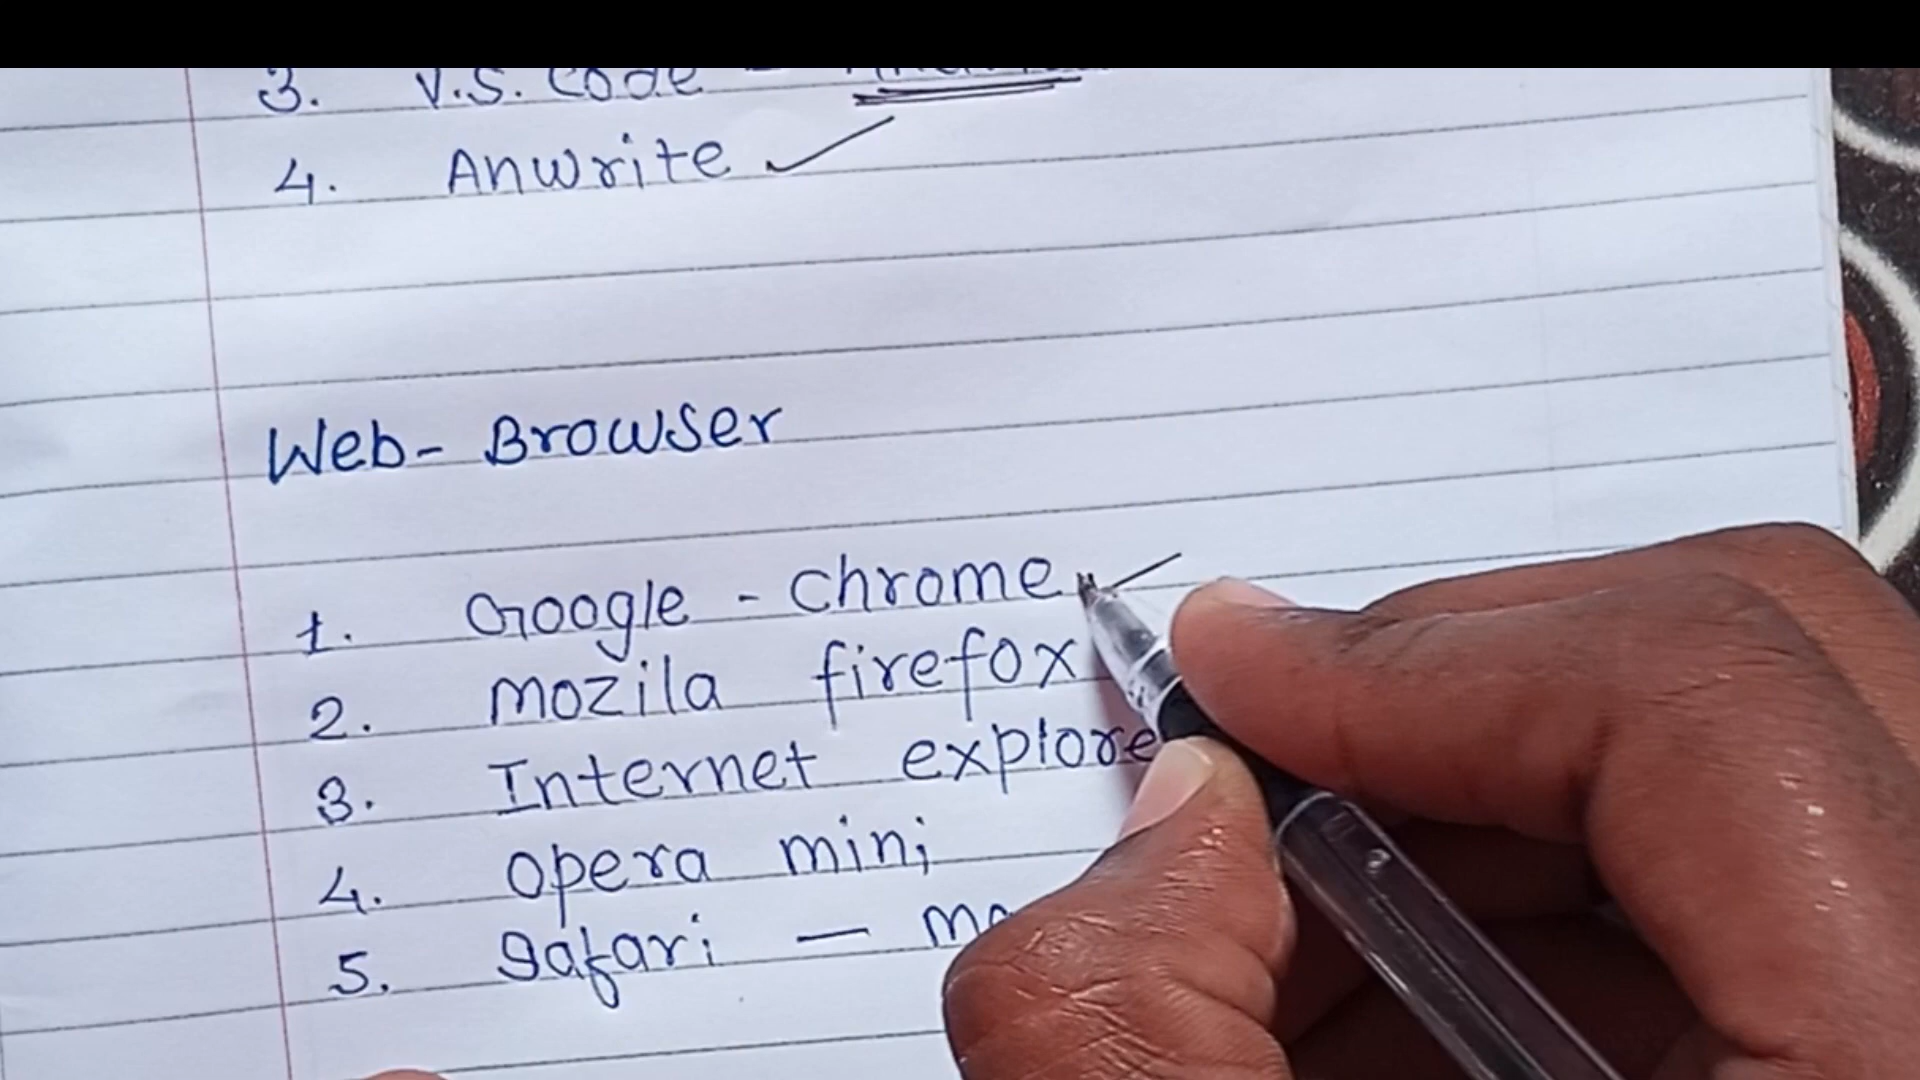 3. V.S. Code -
4. Anwrite
Web-Browser
1. Google - Chrome
2. Mozila firefox
3. Internet explore
4. Opera mini
5. Safari -